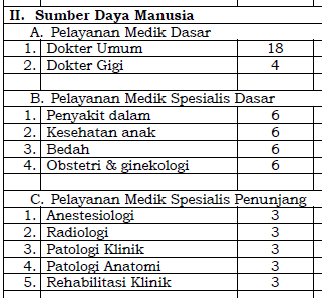 II. Sumber Daya Manusia
A. Pelayanan Medik Dasar
1. Dokter Umum 18
2. Dokter Gigi 4
B. Pelayanan Medik Spesialis Dasar
1. Penyakit dalam 6
2. Kesehatan anak 6
3. Bedah 6
4. Obstetri & ginekologi 6
C. Pelayanan Medik Spesialis Penunjang
1. Anestesiologi 3
2. Radiologi 3
3. Patologi Klinik 3
4. Patologi Anatomi 3
5. Rehabilitasi Klinik 3